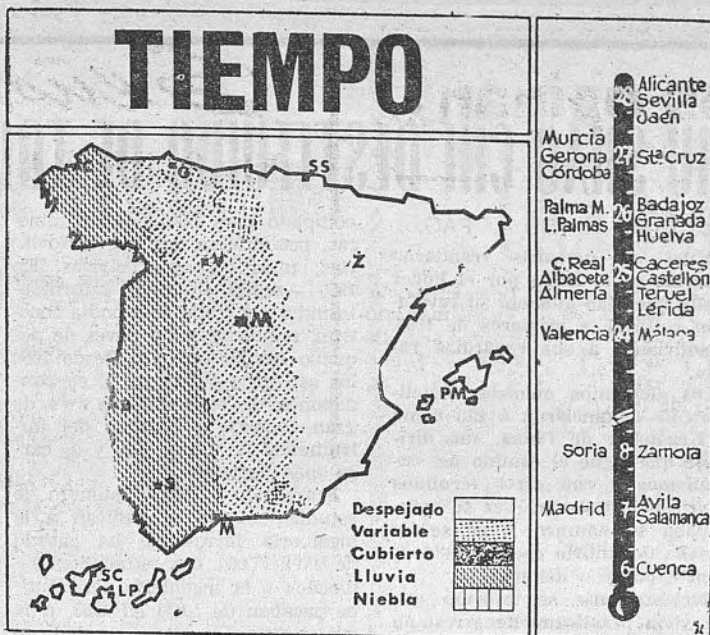 TIEMPO
C
G
SS
V
Z
M
B
PM
S
M
SC
LP
Despejado
Variable
Cubierto
Lluvia
Niebla
28 Alicante
Sevilla
Jaén
Murcia
Gerona 27 Stª Cruz
Córdoba
Palma M. 26 Badajoz
L. Palmas Granada
Huelva
C. Real Caceres
Albacete 25 Castellon
Almería Teruel
Lérida
Valencia 24 Málaga
Soria 8 Zamora
Madrid 7 Avila
Salamanca
6 Cuenca